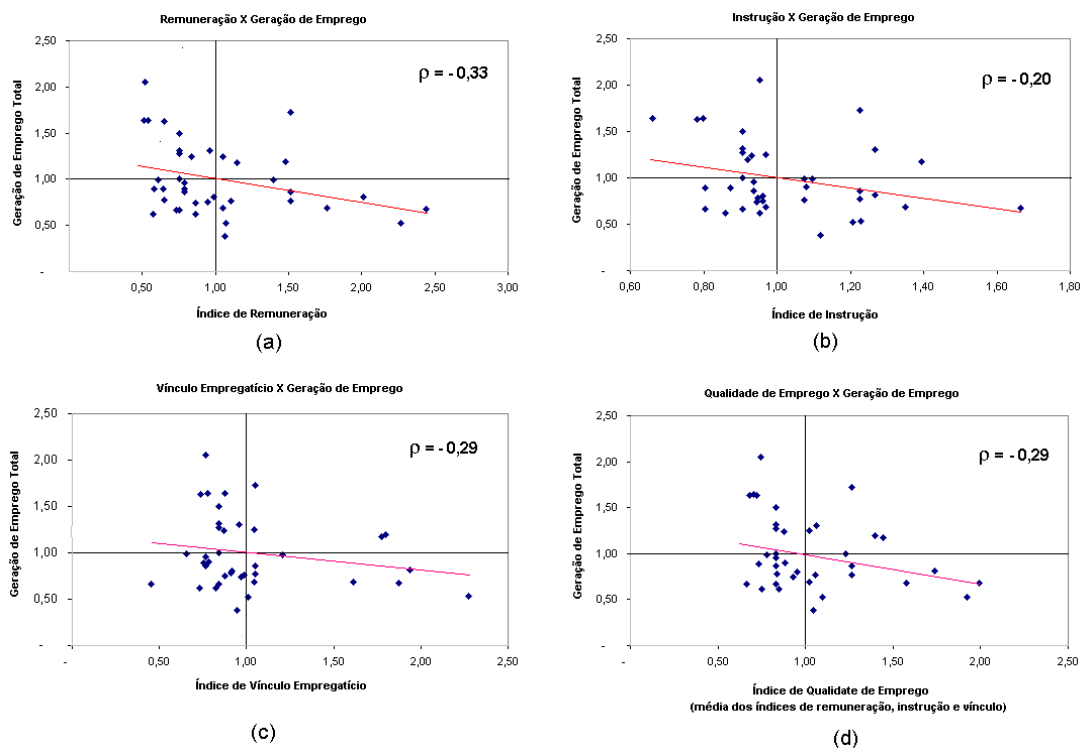 Remuneração X Geração de Emprego
2,50
2,00
1,50
1,00
0,50
-
Geração de Emprego Total
ρ = - 0,33
0,50 1,00 1,50 2,00 2,50 3,00
Índice de Remuneração
(a)
Instrução X Geração de Emprego
2,50
2,00
1,50
1,00
0,50
-
Geração de Emprego Total
ρ = - 0,20
0,60 0,80 1,00 1,20 1,40 1,60 1,80
Índice de Instrução
(b)
Vínculo Empregatício X Geração de Emprego
2,50
2,00
1,50
1,00
0,50
-
Geração de Emprego Total
ρ = - 0,29
- 0,50 1,00 1,50 2,00 2,50
Índice de Vínculo Empregatício
(c)
Qualidade de Emprego X Geração de Emprego
2,50
2,00
1,50
1,00
0,50
-
Geração de Emprego Total
ρ = - 0,29
- 0,50 1,00 1,50 2,00 2,50
Índice de Qualidate de Emprego
(média dos índices de remuneração, instrução e vínculo)
(d)